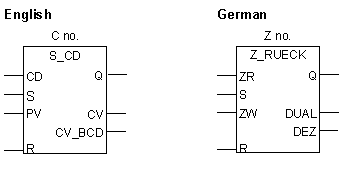 English
C no.
S_CD
CD
Q
S
PV
CV
CV_BCD
R
German
Z no.
Z_RUECK
ZR
Q
S
ZW
DUAL
DEZ
R